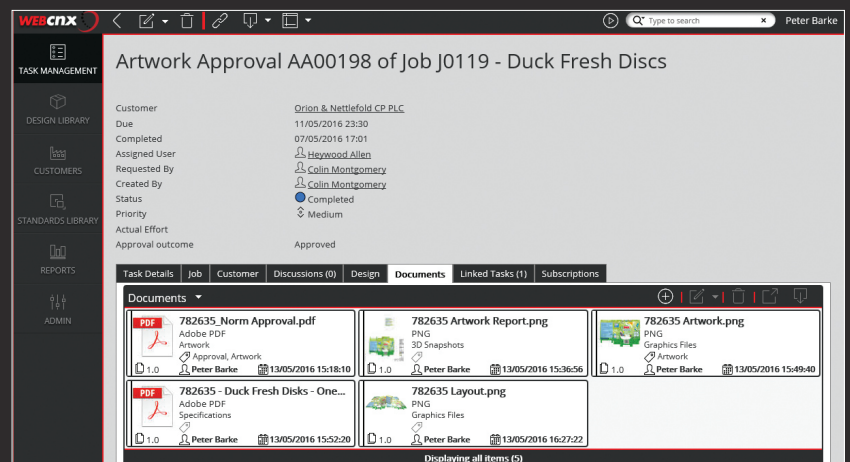 WEBCNX
Type to search
Peter Barke
TASK MANAGEMENT
DESIGN LIBRARY
CUSTOMERS
STANDARDS LIBRARY
REPORTS
ADMIN
Artwork Approval AA00198 of Job J0119 - Duck Fresh Discs
Customer Orion & Nettlefold CP PLC
Due 11/05/2016 23:30
Completed 07/05/2016 17:01
Assigned User Heywood Allen
Requested By Colin Montgomery
Created By Colin Montgomery
Status Completed
Priority Medium
Actual Effort
Approval outcome Approved
Task Details Job Customer Discussions (0) Design Documents Linked Tasks (1) Subscriptions
Documents
PDF
782635_Norm Approval.pdf
Adobe PDF
Artwork
Approval, Artwork
1.0 Peter Barke 13/05/2016 15:18:10
782635 Artwork Report.png
PNG
3D Snapshots
1.0 Peter Barke 13/05/2016 15:36:56
782635 Artwork.png
PNG
Graphics Files
Artwork
1.0 Peter Barke 13/05/2016 15:49:40
PDF
782635 - Duck Fresh Disks - One...
Adobe PDF
Specifications
1.0 Peter Barke 13/05/2016 15:52:20
782635 Layout.png
PNG
Graphics Files
1.0 Peter Barke 13/05/2016 16:27:22
Displaying all items (5)